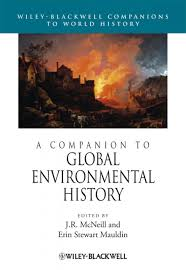 WILEY-BLACKWELL COMPANIONS
TO WORLD HISTORY
A COMPANION TO
GLOBAL
ENVIRONMENTAL
HISTORY
EDITED BY
J.R. McNEILL and
Erin Stewart Mauldin
WILEY-BLACKWELL